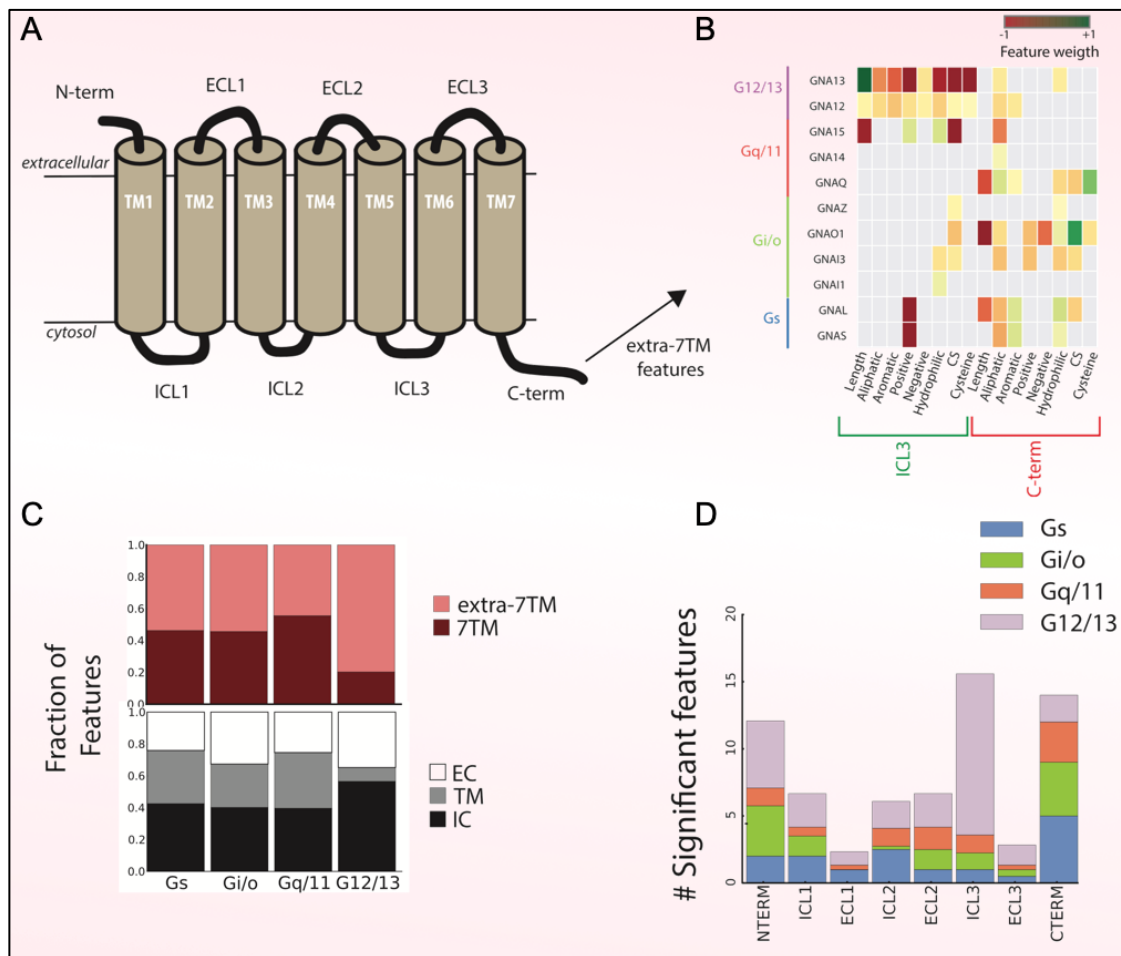 A
N-term
ECL1
ECL2
ECL3
extracellular
TM1 TM2 TM3 TM4 TM5 TM6 TM7
cytosol
ICL1
ICL2
ICL3
C-term
extra-7TM
features
B
-1 +1
Feature weigth
G12/13
Gq/11
Gi/o
Gs
GNA13
GNA12
GNA15
GNA14
GNAQ
GNAZ
GNAO1
GNAI3
GNAI1
GNAL
GNAS
Length
Aliphatic
Aromatic
Positive
Negative
Hydrophilic
CS
Cysteine
Length
Aliphatic
Aromatic
Positive
Negative
Hydrophilic
CS
Cysteine
ICL3
C-term
C
Fraction of
Features
1.0
0.8
0.6
0.4
0.2
0.0
1.0
0.8
0.6
0.4
0.2
0.0
extra-7TM
7TM
EC
TM
IC
Gs Gi/o Gq/11 G12/13
D
Gs
Gi/o
Gq/11
G12/13
# Significant features
20
15
10
5
0
NTERM
ICL1
ECL1
ICL2
ECL2
ICL3
ECL3
CTERM